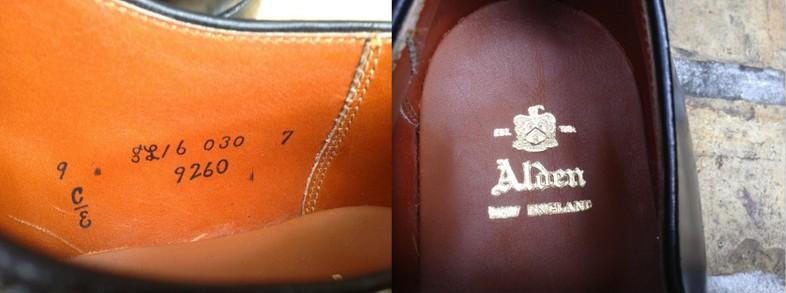 8L16 030 7
9 9260
C/E
EST. 1884
Alden
NEW ENGLAND